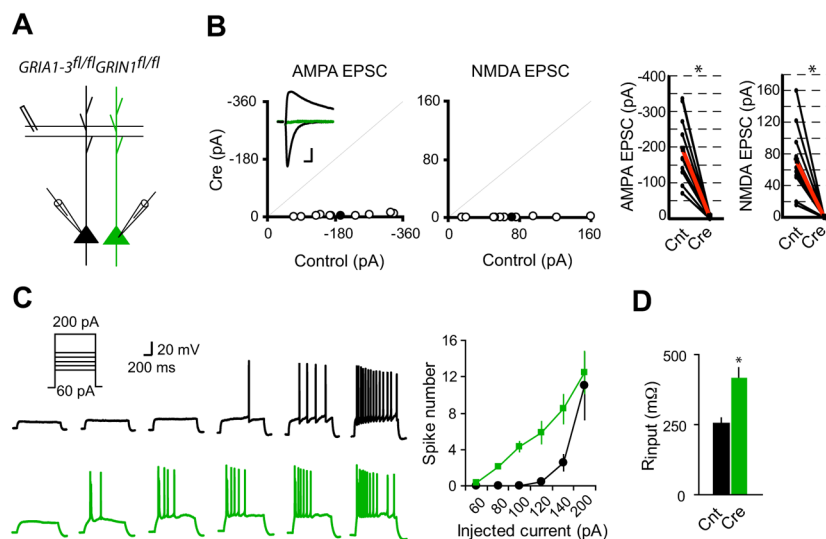 A
GRIA1-3fl/flGRIN1fl/fl
B
AMPA EPSC
NMDA EPSC
Cre (pA)
-360
-180
0
0
-180
-360
Control (pA)
160
80
0
0
80
160
Control (pA)
*
AMPA EPSC (pA)
-400
-300
-200
-100
0
Cnt
Cre
*
NMDA EPSC (pA)
160
120
80
40
0
Cnt
Cre
C
200 pA
60 pA
20 mV
200 ms
Spike number
16
12
8
4
0
60
80
100
120
140
200
Injected current (pA)
D
Rinput (mΩ)
500
250
0
*
Cnt
Cre